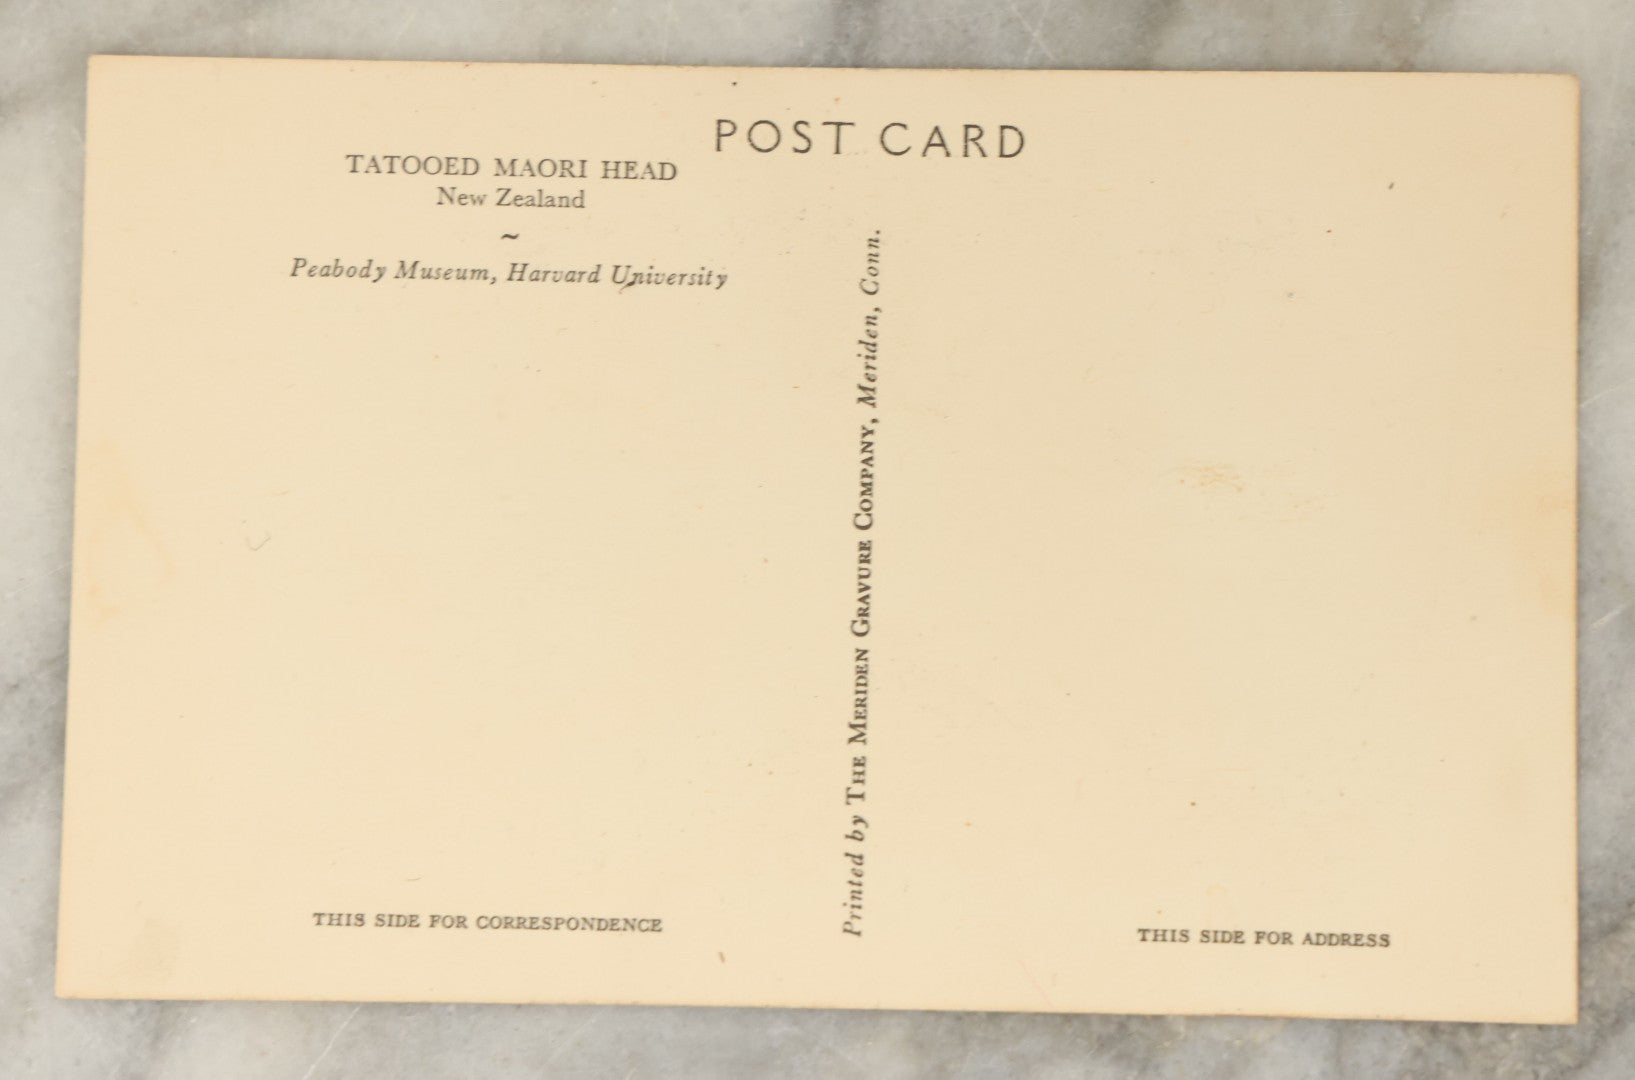 POST CARD
TATOOED MAORI HEAD
New Zealand
~
Peabody Museum, Harvard University
Printed by THE MERIDEN GRAVURE COMPANY, Meriden, Conn.
THIS SIDE FOR CORRESPONDENCE
THIS SIDE FOR ADDRESS